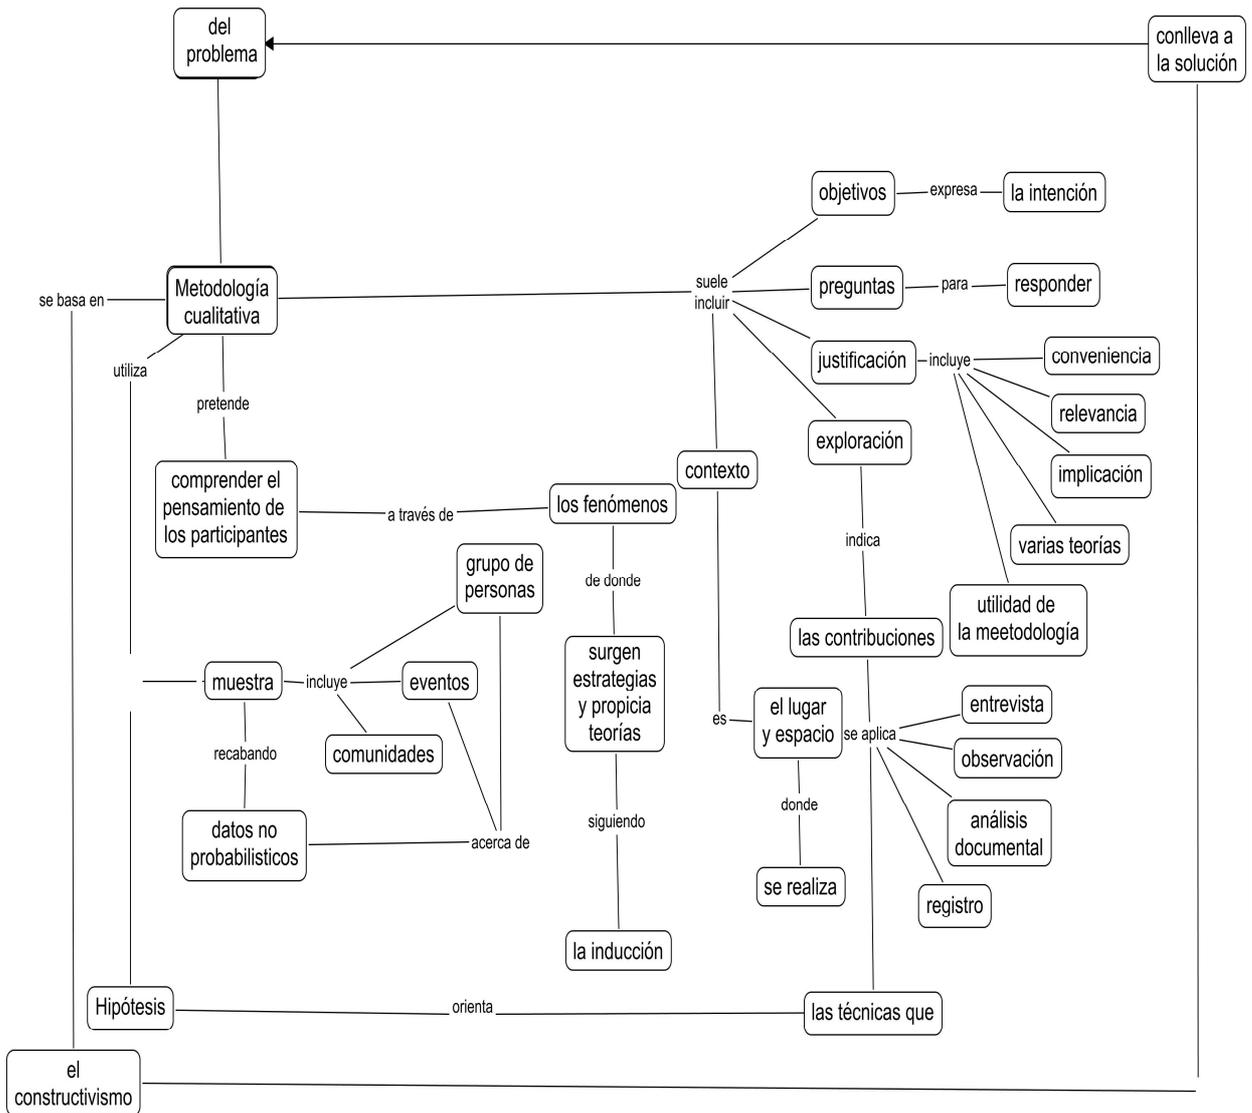 del
problema
conlleva a
la solución
objetivos
expresa
la intención
suele
incluir
preguntas
para
responder
se basa en
Metodología
cualitativa
justificación
incluye
conveniencia
utiliza
pretende
relevancia
exploración
implicación
contexto
comprender el
pensamiento de
los participantes
a través de
los fenómenos
indica
varias teorías
grupo de
personas
de donde
utilidad de
la meetodología
las contribuciones
surgen
estrategias
y propicia
teorías
muestra
incluye
eventos
comunidades
recabando
es
el lugar
y espacio
se aplica
entrevista
observación
análisis
documental
registro
donde
se realiza
siguiendo
datos no
probabilisticos
acerca de
la inducción
Hipótesis
orienta
las técnicas que
el
constructivismo